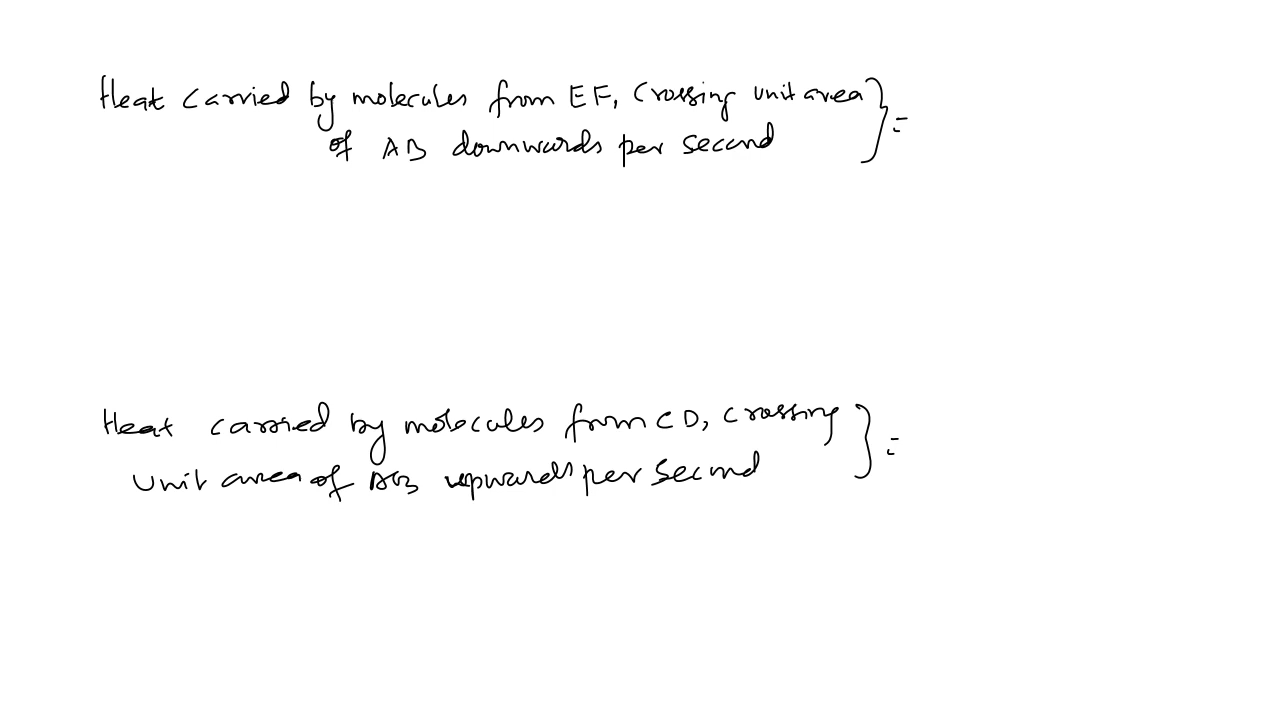 Heat carried by molecules from EF, crossing unit area } =
of AB downwards per second
Heat carried by molecules from CD, crossing } =
unit area of AB upwards per second